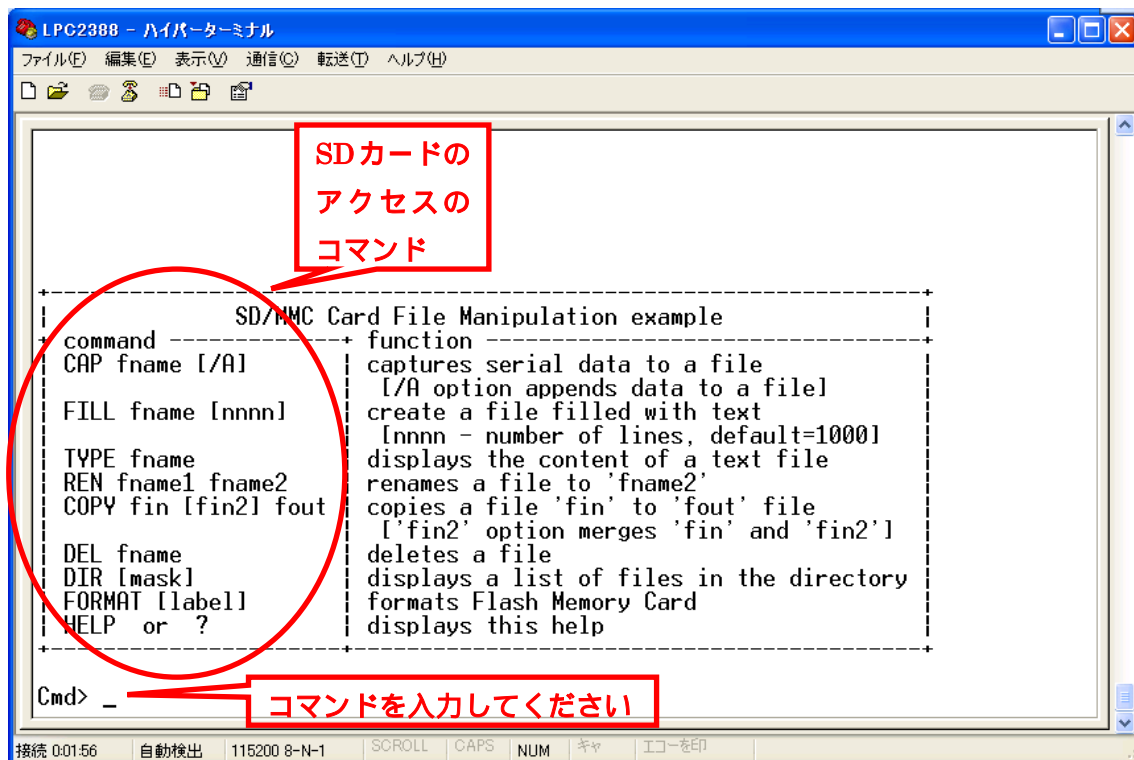 LPC2388 - ハイパーターミナル
ファイル(F) 編集(E) 表示(V) 通信(C) 転送(T) ヘルプ(H)
SDカードの
アクセスの
コマンド
SD/MMC Card File Manipulation example
command function
CAP fname [/A] captures serial data to a file
[/A option appends data to a file]
FILL fname [nnnn] create a file filled with text
[nnnn - number of lines, default=1000]
TYPE fname displays the content of a text file
REN fname1 fname2 renames a file to 'fname2'
COPY fin [fin2] fout copies a file 'fin' to 'fout' file
['fin2' option merges 'fin' and 'fin2']
DEL fname deletes a file
DIR [mask] displays a list of files in the directory
FORMAT [label] formats Flash Memory Card
HELP or ? displays this help
Cmd> _
コマンドを入力してください
接続 0:01:56 自動検出 115200 8-N-1 SCROLL CAPS NUM キャ エコーを印